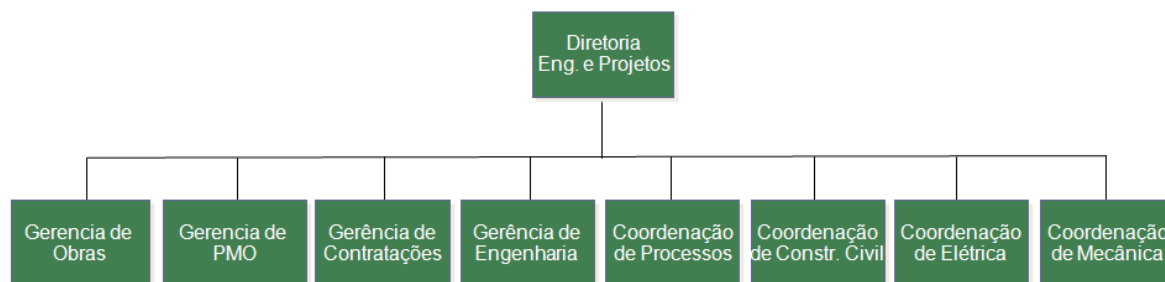 Diretoria
Eng. e Projetos
Gerencia de
Obras
Gerencia de
PMO
Gerência de
Contratações
Gerência de
Engenharia
Coordenação
de Processos
Coordenação
de Constr. Civil
Coordenação
de Elétrica
Coordenação
de Mecânica